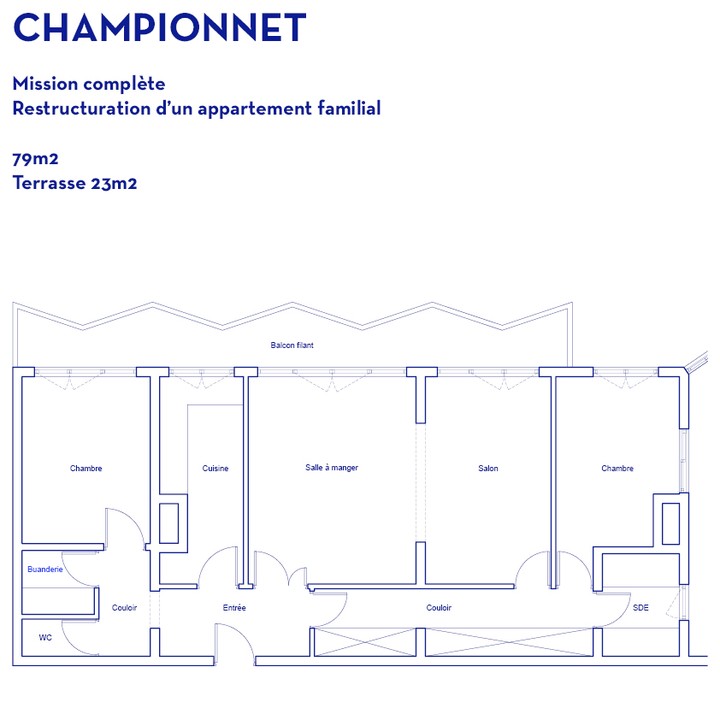 CHAMPIONNET
Mission complète
Restructuration d'un appartement familial
79m2
Terrasse 23m2
Balcon filant
Chambre
Cuisine
Salle à manger
Salon
Chambre
Buanderie
Couloir
Entrée
Couloir
SDE
WC